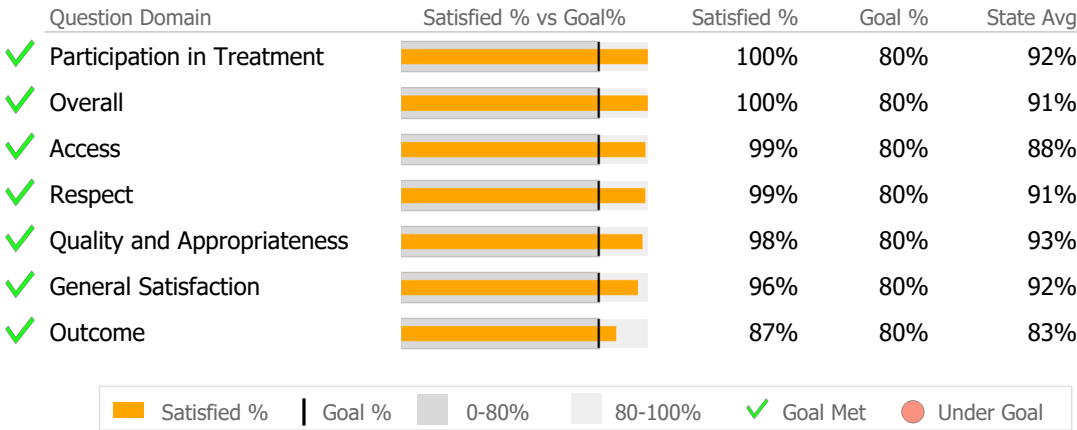 Question Domain Satisfied % vs Goal% Satisfied % Goal % State Avg
Participation in Treatment 100% 80% 92%
Overall 100% 80% 91%
Access 99% 80% 88%
Respect 99% 80% 91%
Quality and Appropriateness 98% 80% 93%
General Satisfaction 96% 80% 92%
Outcome 87% 80% 83%
Satisfied % Goal % 0-80% 80-100% Goal Met Under Goal